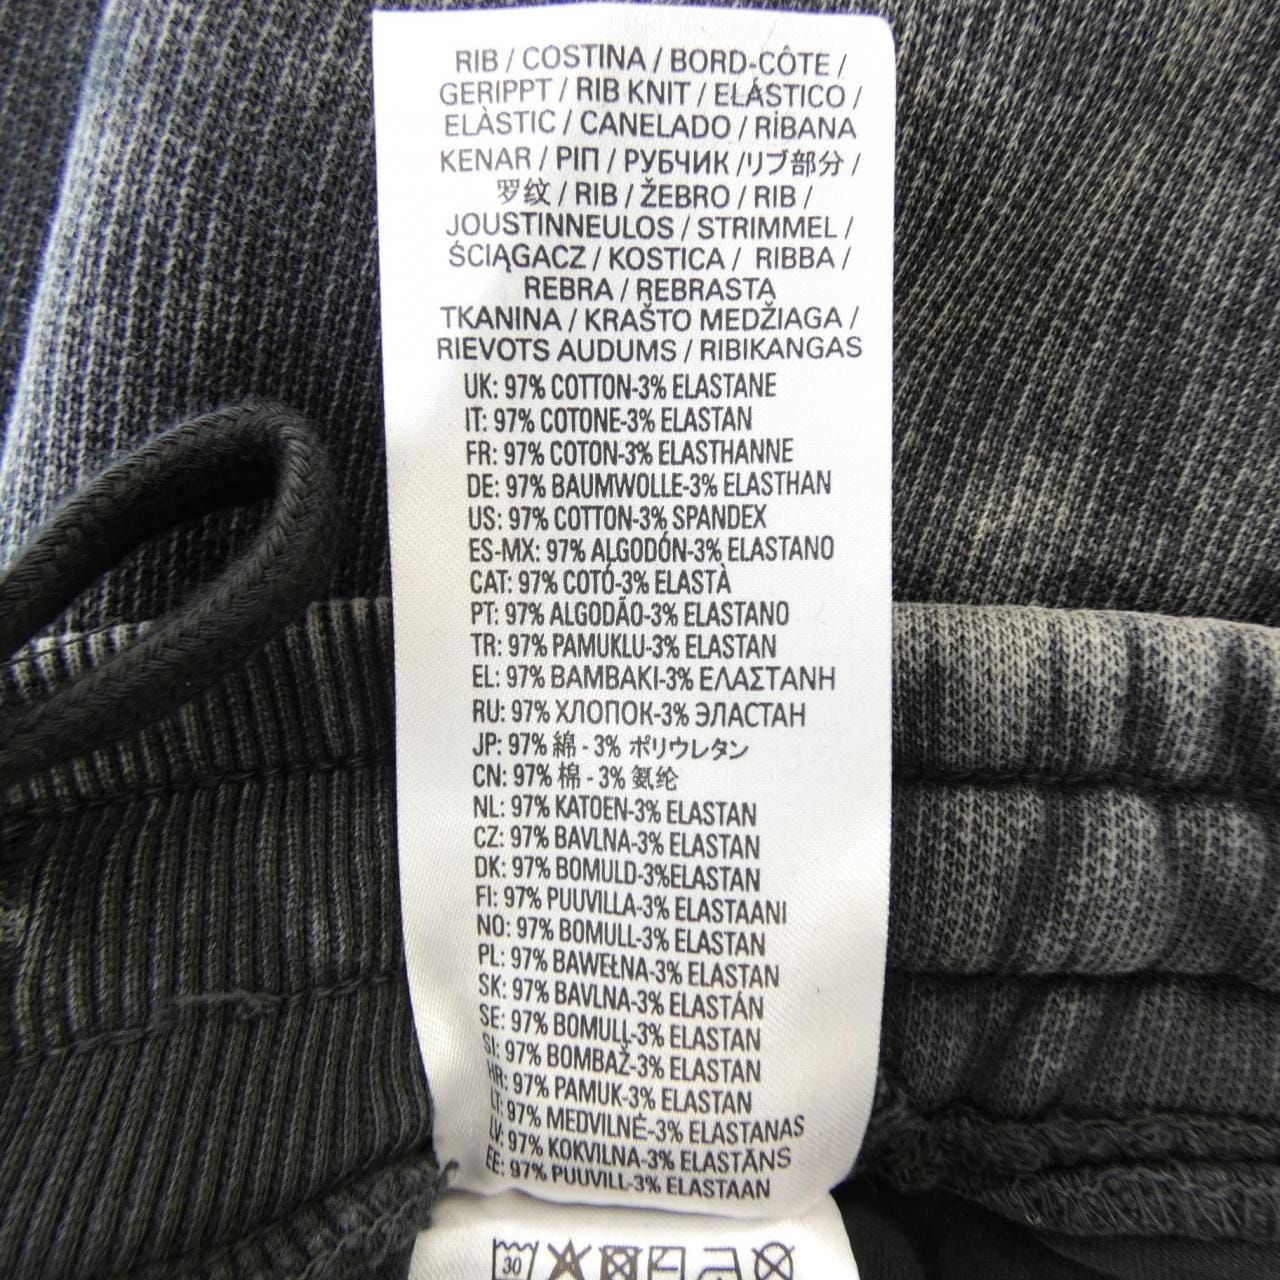 RIB / COSTINA / BORD-CÔTE /
GERIPPT / RIB KNIT / ELÁSTICO /
ELÀSTIC / CANELADO / RİBANA
KENAR / ΡΙΠ / РУБЧИК /リブ部分 /
罗纹 / RIB / ŽEBRO / RIB /
JOUSTINNEULOS / STRIMMEL /
ŚCIĄGACZ / KOSTICA / RIBBA /
REBRA / REBRASTA
TKANINA / KRAŠTO MEDŽIAGA /
RIEVOTS AUDUMS / RIBIKANGAS
UK: 97% COTTON-3% ELASTANE
IT: 97% COTONE-3% ELASTAN
FR: 97% COTON-3% ELASTHANNE
DE: 97% BAUMWOLLE-3% ELASTHAN
US: 97% COTTON-3% SPANDEX
ES-MX: 97% ALGODÓN-3% ELASTANO
CAT: 97% COTÓ-3% ELASTÀ
PT: 97% ALGODÃO-3% ELASTANO
TR: 97% PAMUKLU-3% ELASTAN
EL: 97% ΒΑΜΒΑΚΙ-3% ΕΛΑΣΤΑΝΗ
RU: 97% ХЛОПОК-3% ЭЛАСТАН
JP: 97% 綿 - 3% ポリウレタン
CN: 97% 棉 - 3% 氨纶
NL: 97% KATOEN-3% ELASTAN
CZ: 97% BAVLNA-3% ELASTAN
DK: 97% BOMULD-3%ELASTAN
FI: 97% PUUVILLA-3% ELASTAANI
NO: 97% BOMULL-3% ELASTAN
PL: 97% BAWEŁNA-3% ELASTAN
SK: 97% BAVLNA-3% ELASTÁN
SE: 97% BOMULL-3% ELASTAN
SI: 97% BOMBAŽ-3% ELASTAN
HR: 97% PAMUK-3% ELASTAN
LT: 97% MEDVILNĖ-3% ELASTANAS
LV: 97% KOKVILNA-3% ELASTĀNS
EE: 97% PUUVILL-3% ELASTAAN
30